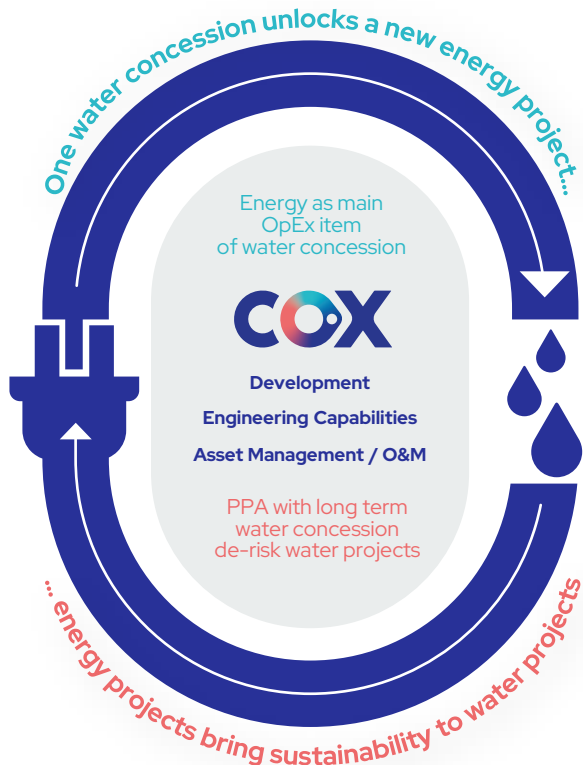 One water concession unlocks a new energy project...
Energy as main
OpEx item
of water concession
COX
Development
Engineering Capabilities
Asset Management / O&M
PPA with long term
water concession
de-risk water projects
... energy projects bring sustainability to water projects